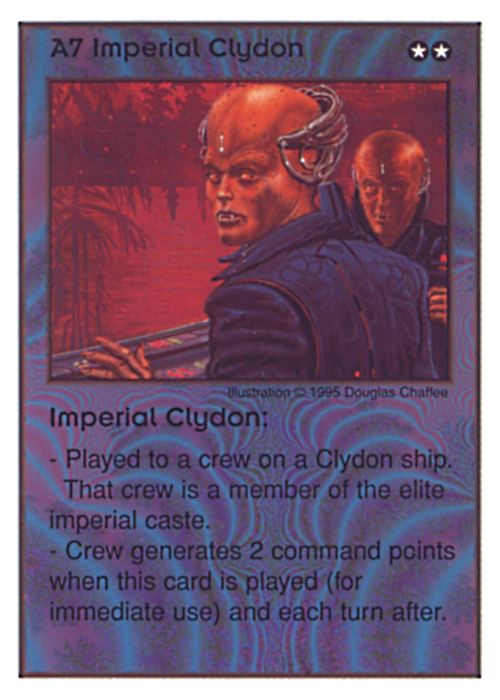 A7 Imperial Clydon
Illustration © 1995 Douglas Chaffee
Imperial Clydon:
- Played to a crew on a Clydon ship.
That crew is a member of the elite
imperial caste.
- Crew generates 2 command points
when this card is played (for
immediate use) and each turn after.